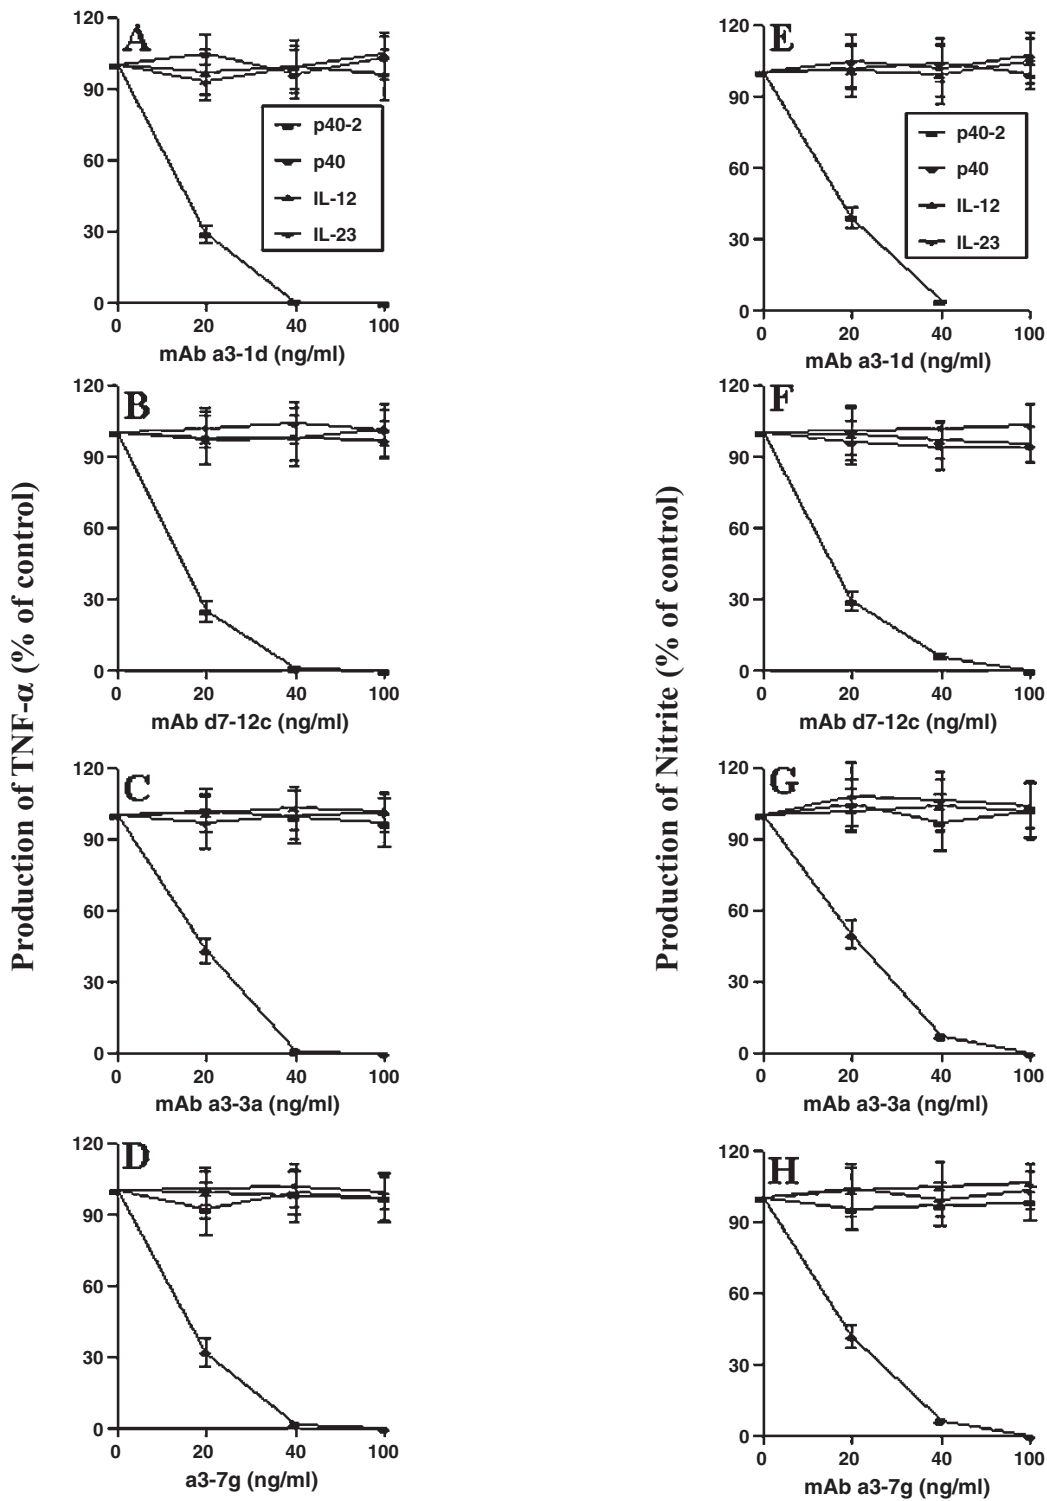 Production of TNF-α (% of control)
A
120
90
60
30
0
p40-2
p40
IL-12
IL-23
0 20 40 100
mAb a3-1d (ng/ml)
B
120
90
60
30
0
0 20 40 100
mAb d7-12c (ng/ml)
C
120
90
60
30
0
0 20 40 100
mAb a3-3a (ng/ml)
D
120
90
60
30
0
0 20 40 100
a3-7g (ng/ml)
Production of Nitrite (% of control)
E
120
90
60
30
0
p40-2
p40
IL-12
IL-23
0 20 40 100
mAb a3-1d (ng/ml)
F
120
90
60
30
0
0 20 40 100
mAb d7-12c (ng/ml)
G
120
90
60
30
0
0 20 40 100
mAb a3-3a (ng/ml)
H
120
90
60
30
0
0 20 40 100
mAb a3-7g (ng/ml)